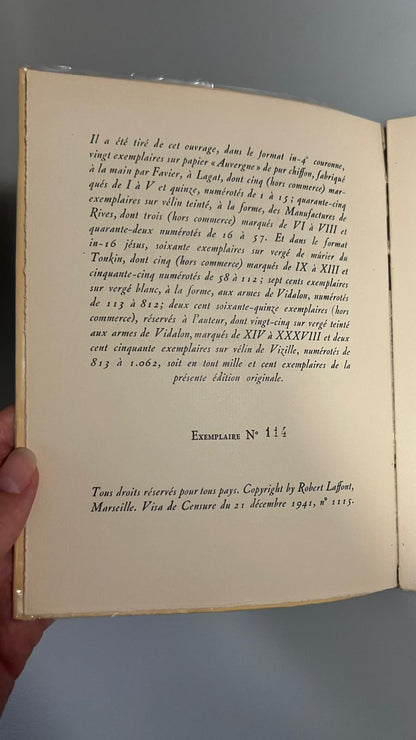 Il a été tiré de cet ouvrage, dans le format in-4° couronne,
vingt exemplaires sur papier « Auvergne » de pur chiffon, fabriqué
à la main par Favier, à Lagat, dont cinq (hors commerce) mar-
qués de I à V et quinze, numérotés de 1 à 15 ; quarante-cinq
exemplaires sur vélin teinté, à la forme, des Manufactures de
Rives, dont trois (hors commerce) marqués de VI à VIII et
quarante-deux numérotés de 16 à 57. Et dans le format
in-16 jésus, soixante exemplaires sur vergé de mûrier du
Tonkin, dont cinq (hors commerce) marqués de IX à XIII et
cinquante-cinq numérotés de 58 à 112 ; sept cents exemplaires
sur vergé blanc, à la forme, aux armes de Vidalon, numérotés
de 113 à 812 ; deux cent soixante-quinze exemplaires (hors
commerce), réservés à l'auteur, dont vingt-cinq sur vergé teinté
aux armes de Vidalon, marqués de XIV à XXXVIII et deux
cent cinquante exemplaires sur vélin de Vizille, numérotés de
813 à 1.062, soit en tout mille et cent exemplaires de la
présente édition originale.
EXEMPLAIRE N° 114
Tous droits réservés pour tous pays. Copyright by Robert Laffont,
Marseille. Visa de Censure du 21 décembre 1941, n° 1115.